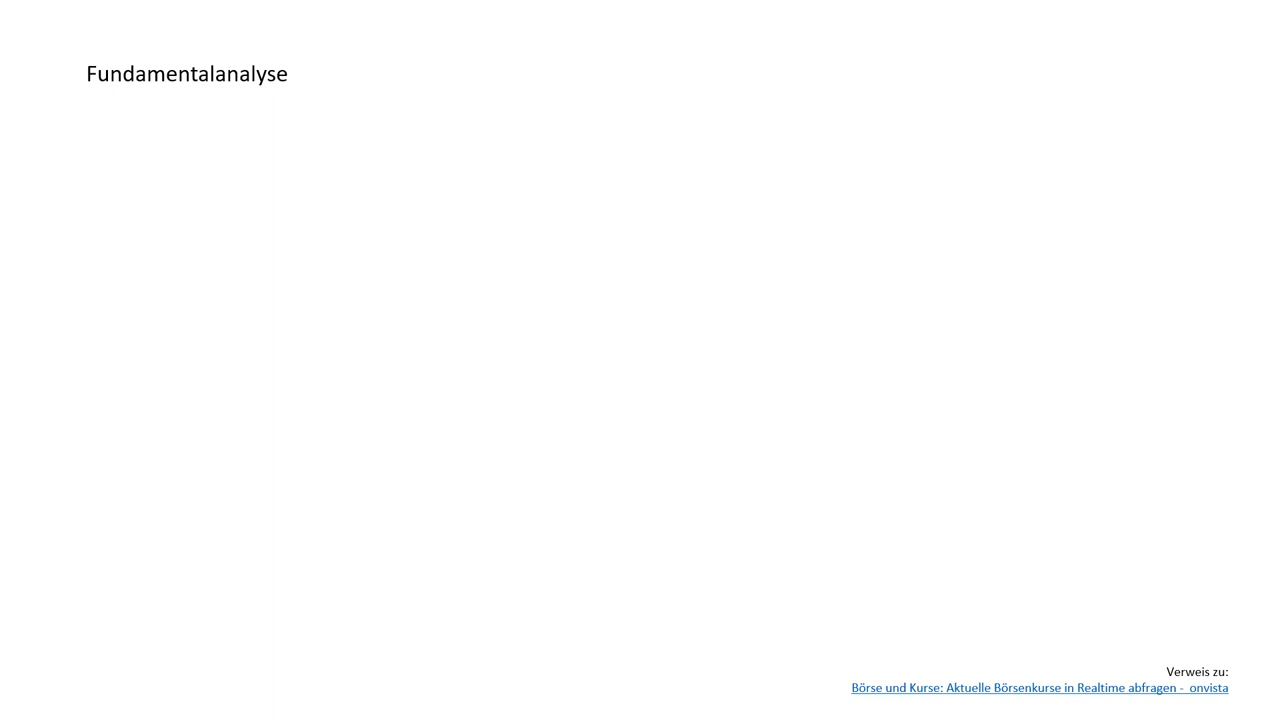 Fundamentalanalyse
Verweis zu:
Börse und Kurse: Aktuelle Börsenkurse in Realtime abfragen - onvista